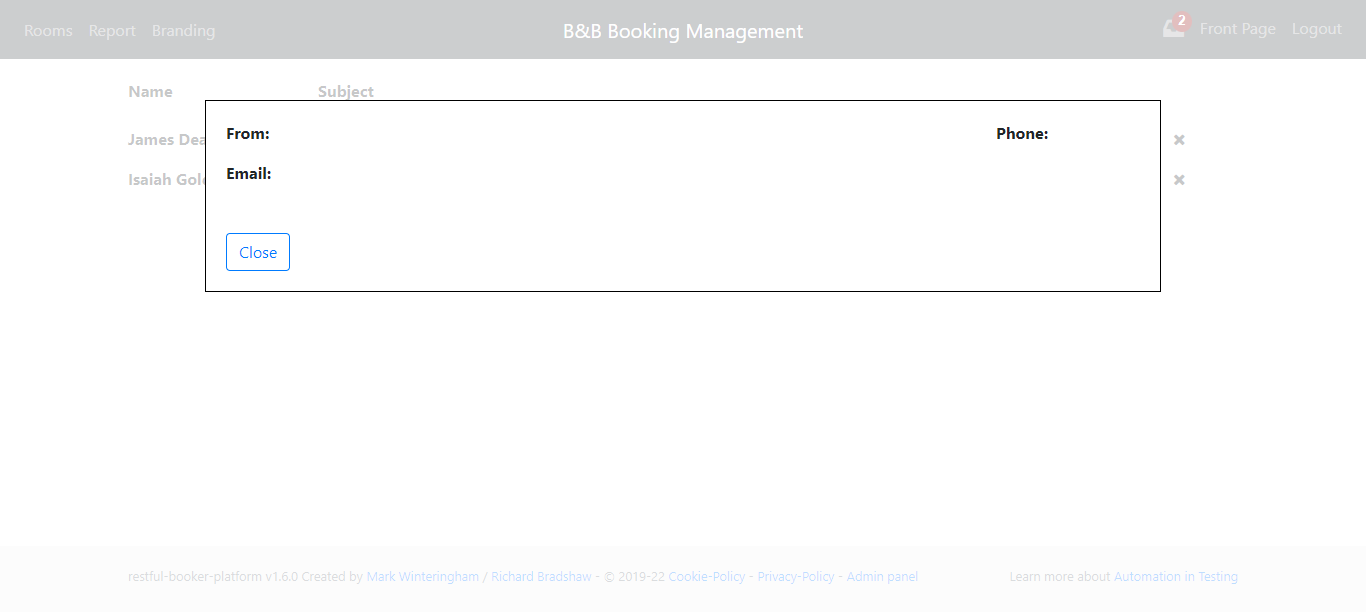 Rooms Report Branding B&B Booking Management 2 Front Page Logout
Name Subject
From: Phone:
James Dea
Email:
Isaiah Gol
Close
restful-booker-platform v1.6.0 Created by Mark Winteringham / Richard Bradshaw - © 2019-22 Cookie-Policy - Privacy-Policy - Admin panel Learn more about Automation in Testing